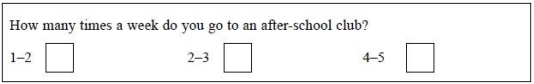 How many times a week do you go to an after-school club?
1–2 2–3 4–5